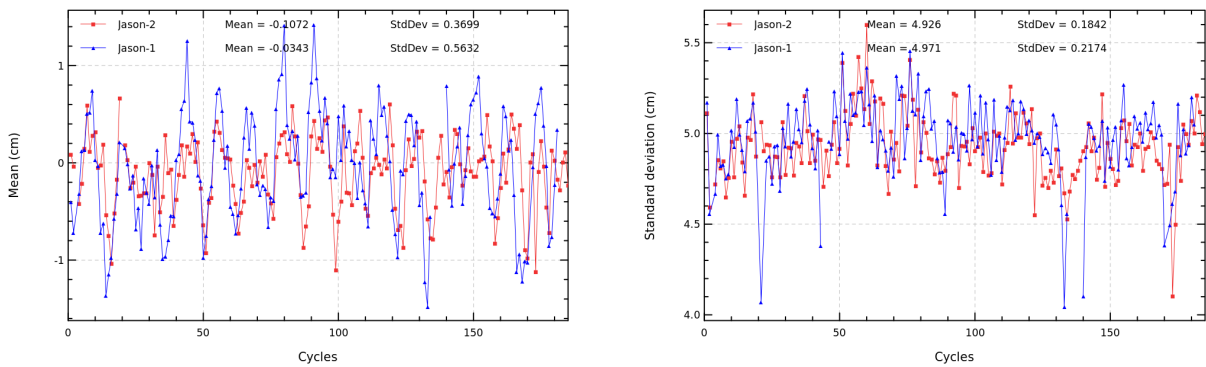 Jason-2 Mean = -0.1072 StdDev = 0.3699
Jason-1 Mean = -0.0343 StdDev = 0.5632
1
0
-1
Mean (cm)
0 50 100 150
Cycles
Jason-2 Mean = 4.926 StdDev = 0.1842
Jason-1 Mean = 4.971 StdDev = 0.2174
5.5
5.0
4.5
4.0
Standard deviation (cm)
0 50 100 150
Cycles